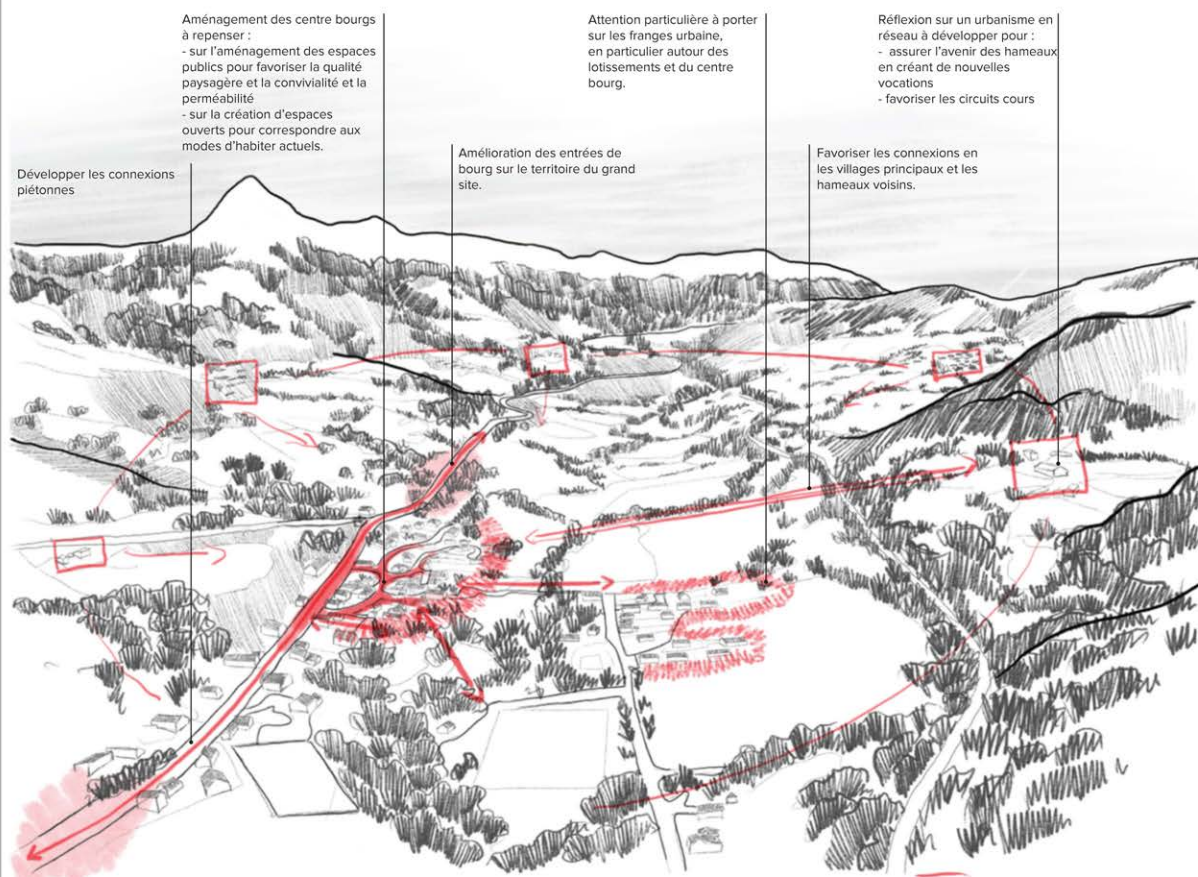 Aménagement des centre bourgs
à repenser :
- sur l'aménagement des espaces
publics pour favoriser la qualité
paysagère et la convivialité et la
perméabilité
- sur la création d'espaces
ouverts pour correspondre aux
modes d'habiter actuels.
Attention particulière à porter
sur les franges urbaine,
en particulier autour des
lotissements et du centre
bourg.
Réflexion sur un urbanisme en
réseau à développer pour :
- assurer l'avenir des hameaux
en créant de nouvelles
vocations
- favoriser les circuits cours
Développer les connexions
piétonnes
Amélioration des entrées de
bourg sur le territoire du grand
site.
Favoriser les connexions en
les villages principaux et les
hameaux voisins.